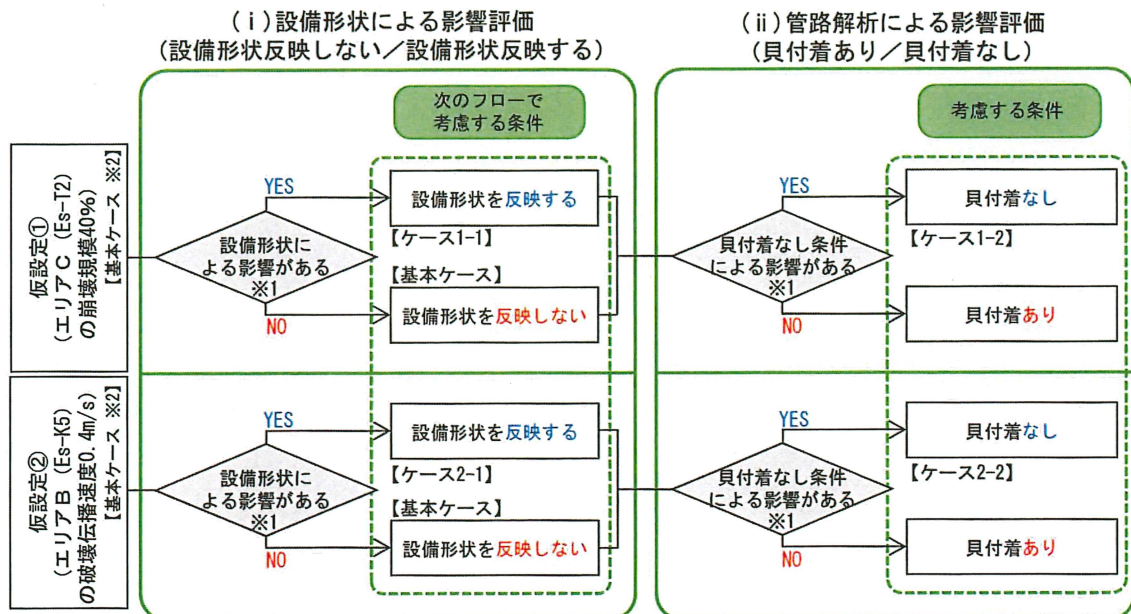 (ⅰ)設備形状による影響評価
(設備形状反映しない／設備形状反映する)
(ⅱ)管路解析による影響評価
(貝付着あり／貝付着なし)
次のフローで
考慮する条件
考慮する条件
仮設定①
(エリアC(Es-T2)
の崩壊規模40%)
【基本ケース ※2】
設備形状に
よる影響がある
※1
YES
設備形状を反映する
【ケース1-1】
【基本ケース】
NO
設備形状を反映しない
貝付着なし条件
による影響がある
※1
YES
貝付着なし
【ケース1-2】
NO
貝付着あり
仮設定②
(エリアB(Es-K5)
の破壊伝播速度0.4m/s)
【基本ケース ※2】
設備形状に
よる影響がある
※1
YES
設備形状を反映する
【ケース2-1】
【基本ケース】
NO
設備形状を反映しない
貝付着なし条件
による影響がある
※1
YES
貝付着なし
【ケース2-2】
NO
貝付着あり